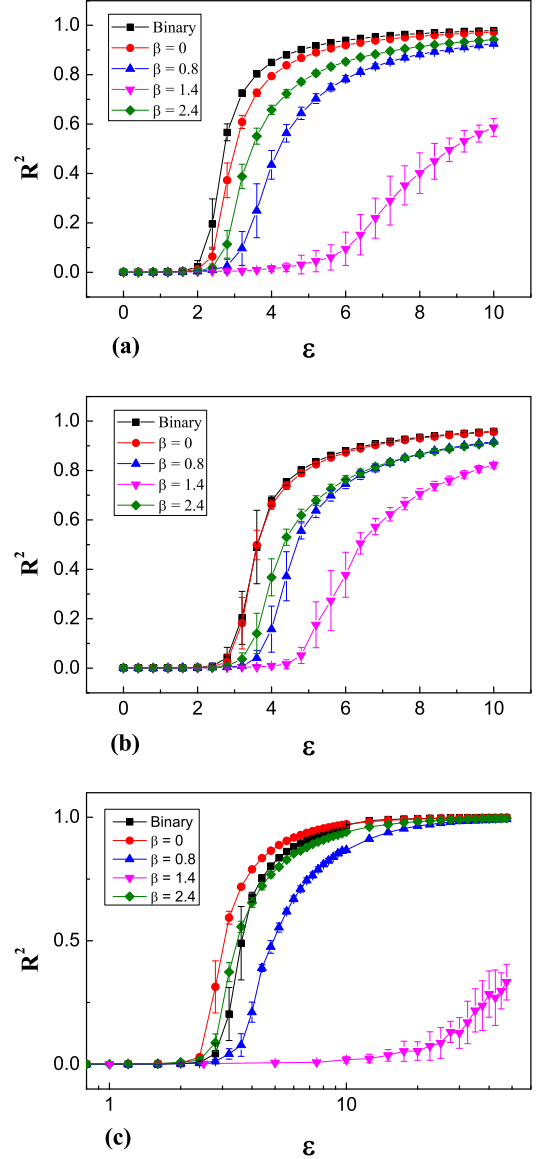 1.0
0.8
0.6
0.4
0.2
0.0
R²
Binary
β = 0
β = 0.8
β = 1.4
β = 2.4
0 2 4 6 8 10
(a) ε
1.0
0.8
0.6
0.4
0.2
0.0
R²
Binary
β = 0
β = 0.8
β = 1.4
β = 2.4
0 2 4 6 8 10
(b) ε
1.0
0.5
0.0
R²
Binary
β = 0
β = 0.8
β = 1.4
β = 2.4
1 10
(c) ε